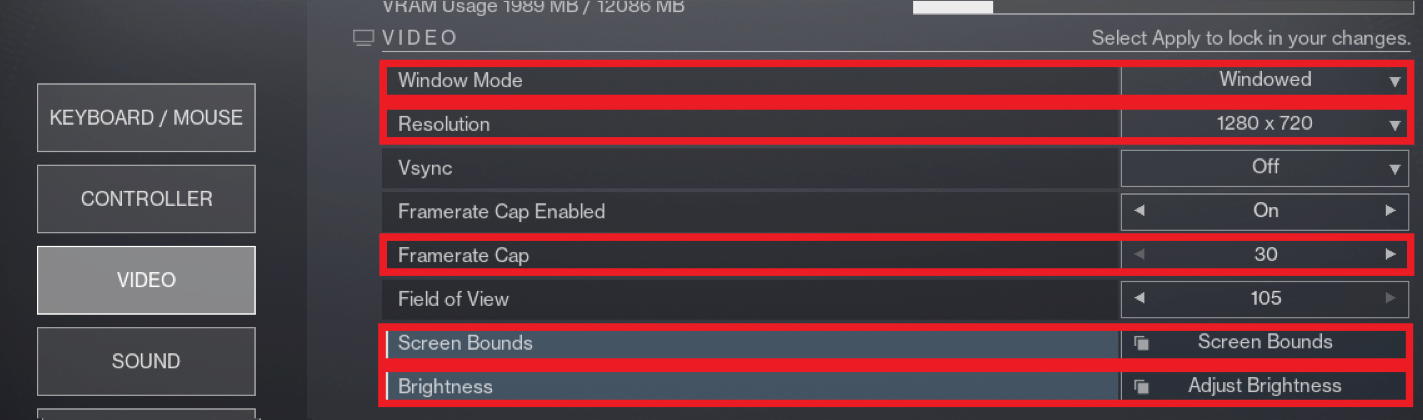 VRAM Usage 1989 MB / 12086 MB
VIDEO
Select Apply to lock in your changes.
KEYBOARD / MOUSE
CONTROLLER
VIDEO
SOUND
Window Mode
Windowed
Resolution
1280 x 720
Vsync
Off
Framerate Cap Enabled
On
Framerate Cap
30
Field of View
105
Screen Bounds
Screen Bounds
Brightness
Adjust Brightness